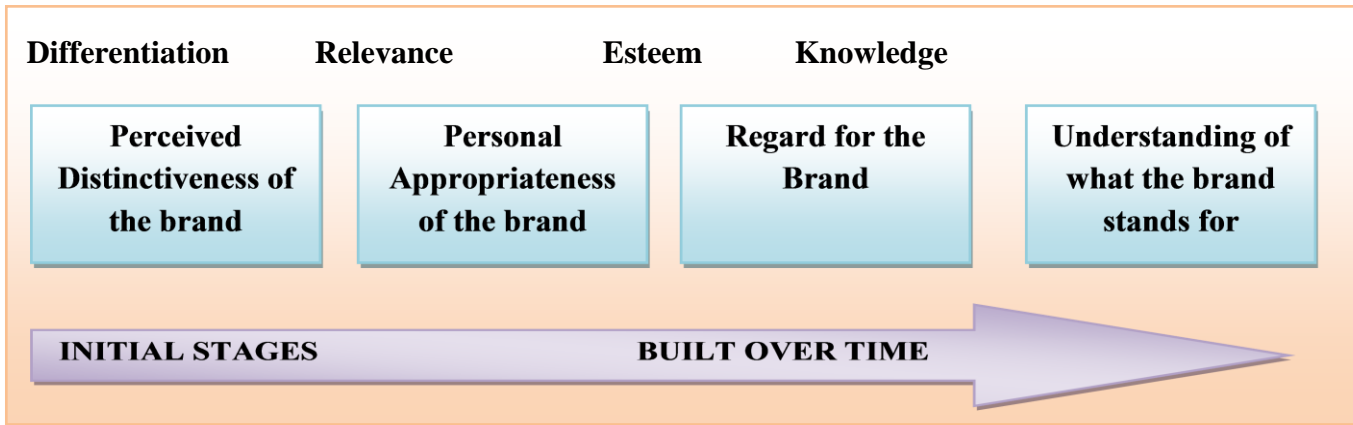 Differentiation Relevance Esteem Knowledge
Perceived
Distinctiveness of
the brand
Personal
Appropriateness
of the brand
Regard for the
Brand
Understanding of
what the brand
stands for
INITIAL STAGES BUILT OVER TIME